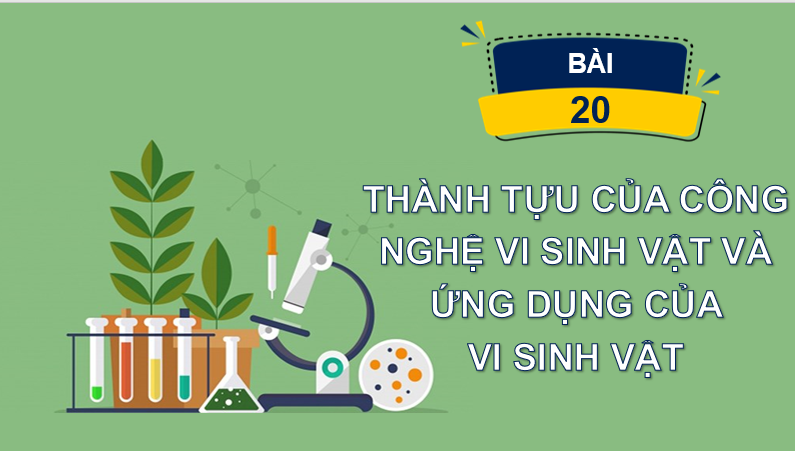 BÀI
20
THÀNH TỰU CỦA CÔNG
NGHỆ VI SINH VẬT VÀ
ỨNG DỤNG CỦA
VI SINH VẬT